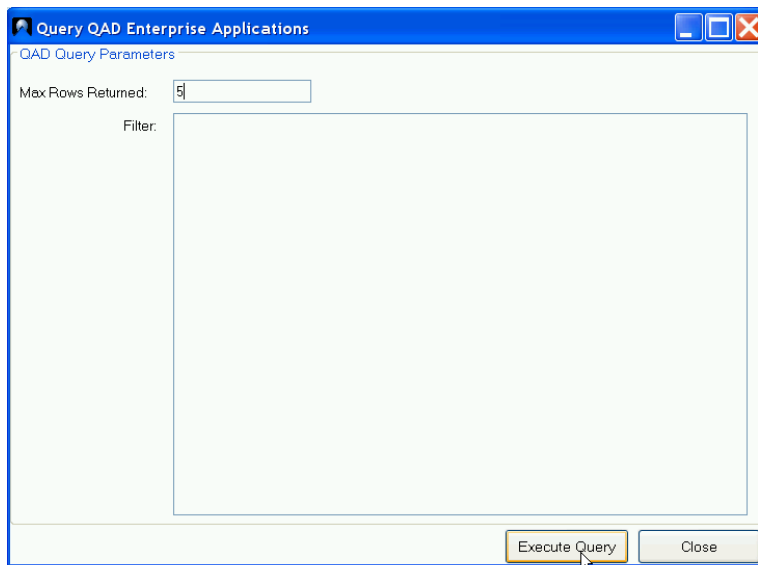 Query QAD Enterprise Applications
QAD Query Parameters
Max Rows Returned: 5
Filter:
Execute Query Close